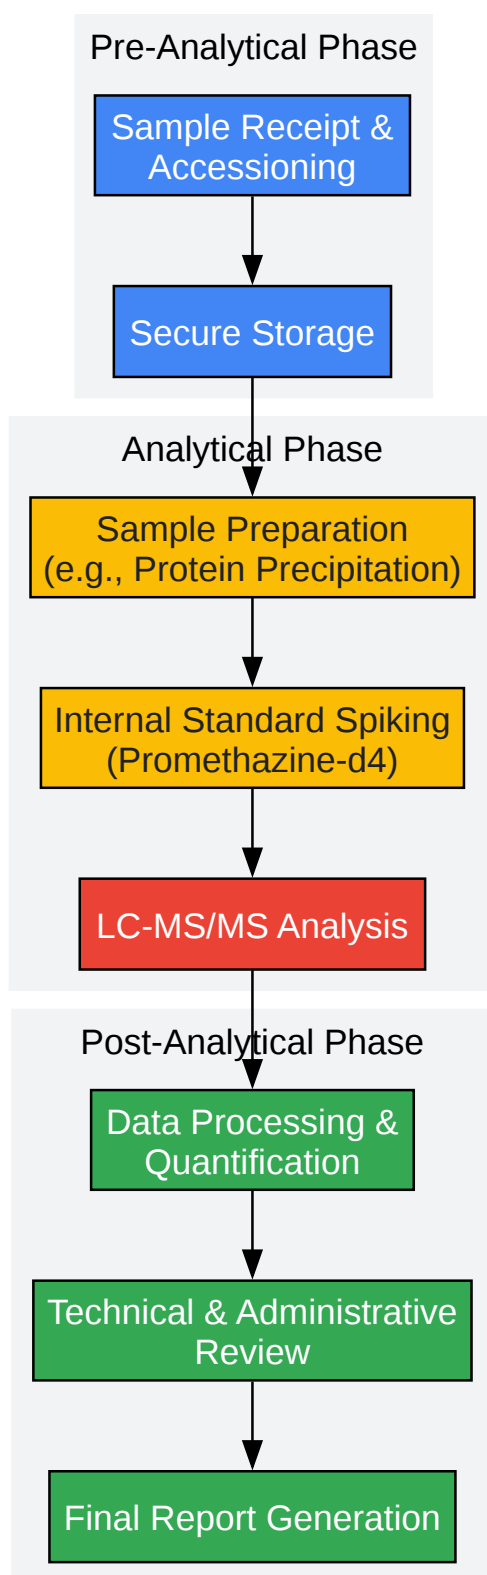 Pre-Analytical Phase
Sample Receipt &
Accessioning
Secure Storage
Analytical Phase
Sample Preparation
(e.g., Protein Precipitation)
Internal Standard Spiking
(Promethazine-d4)
LC-MS/MS Analysis
Post-Analytical Phase
Data Processing &
Quantification
Technical & Administrative
Review
Final Report Generation